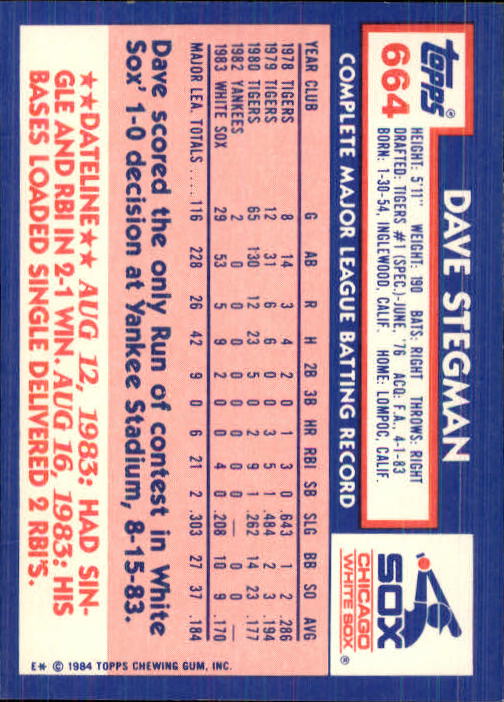 topps®
664
DAVE STEGMAN
HEIGHT: 5'11" WEIGHT: 190 BATS: RIGHT THROWS: RIGHT
DRAFTED: TIGERS #1 (SPEC.)-JUNE, '76 ACQ: F.A., 4-1-83
BORN: 1-30-54, INGLEWOOD, CALIF. HOME: LOMPOC, CALIF.
SOX
CHICAGO
WHITE SOX®
COMPLETE MAJOR LEAGUE BATTING RECORD
YEAR CLUB G AB R H 2B 3B HR RBI SB SLG BB SO AVG
1978 TIGERS 8 14 3 4 2 0 1 3 0 .643 1 2 .286
1979 TIGERS 12 31 6 6 0 0 3 5 1 .484 2 3 .194
1980 TIGERS 65 130 12 23 5 0 2 9 1 .262 14 23 .177
1982 YANKEES 2 0 0 0 0 0 0 0 0 — 0 0 —
1983 WHITE SOX 29 53 5 9 2 0 0 4 0 .208 10 9 .170
MAJOR LEA. TOTALS ..... 116 228 26 42 9 0 6 21 2 .303 27 37 .184
Dave scored the only Run of contest in White
Sox' 1-0 decision at Yankee Stadium, 8-15-83.
★★DATELINE★★ AUG 12, 1983: HAD SIN-
GLE AND RBI IN 2-1 WIN. AUG 16, 1983: HIS
BASES LOADED SINGLE DELIVERED 2 RBI'S.
E* © 1984 TOPPS CHEWING GUM, INC.